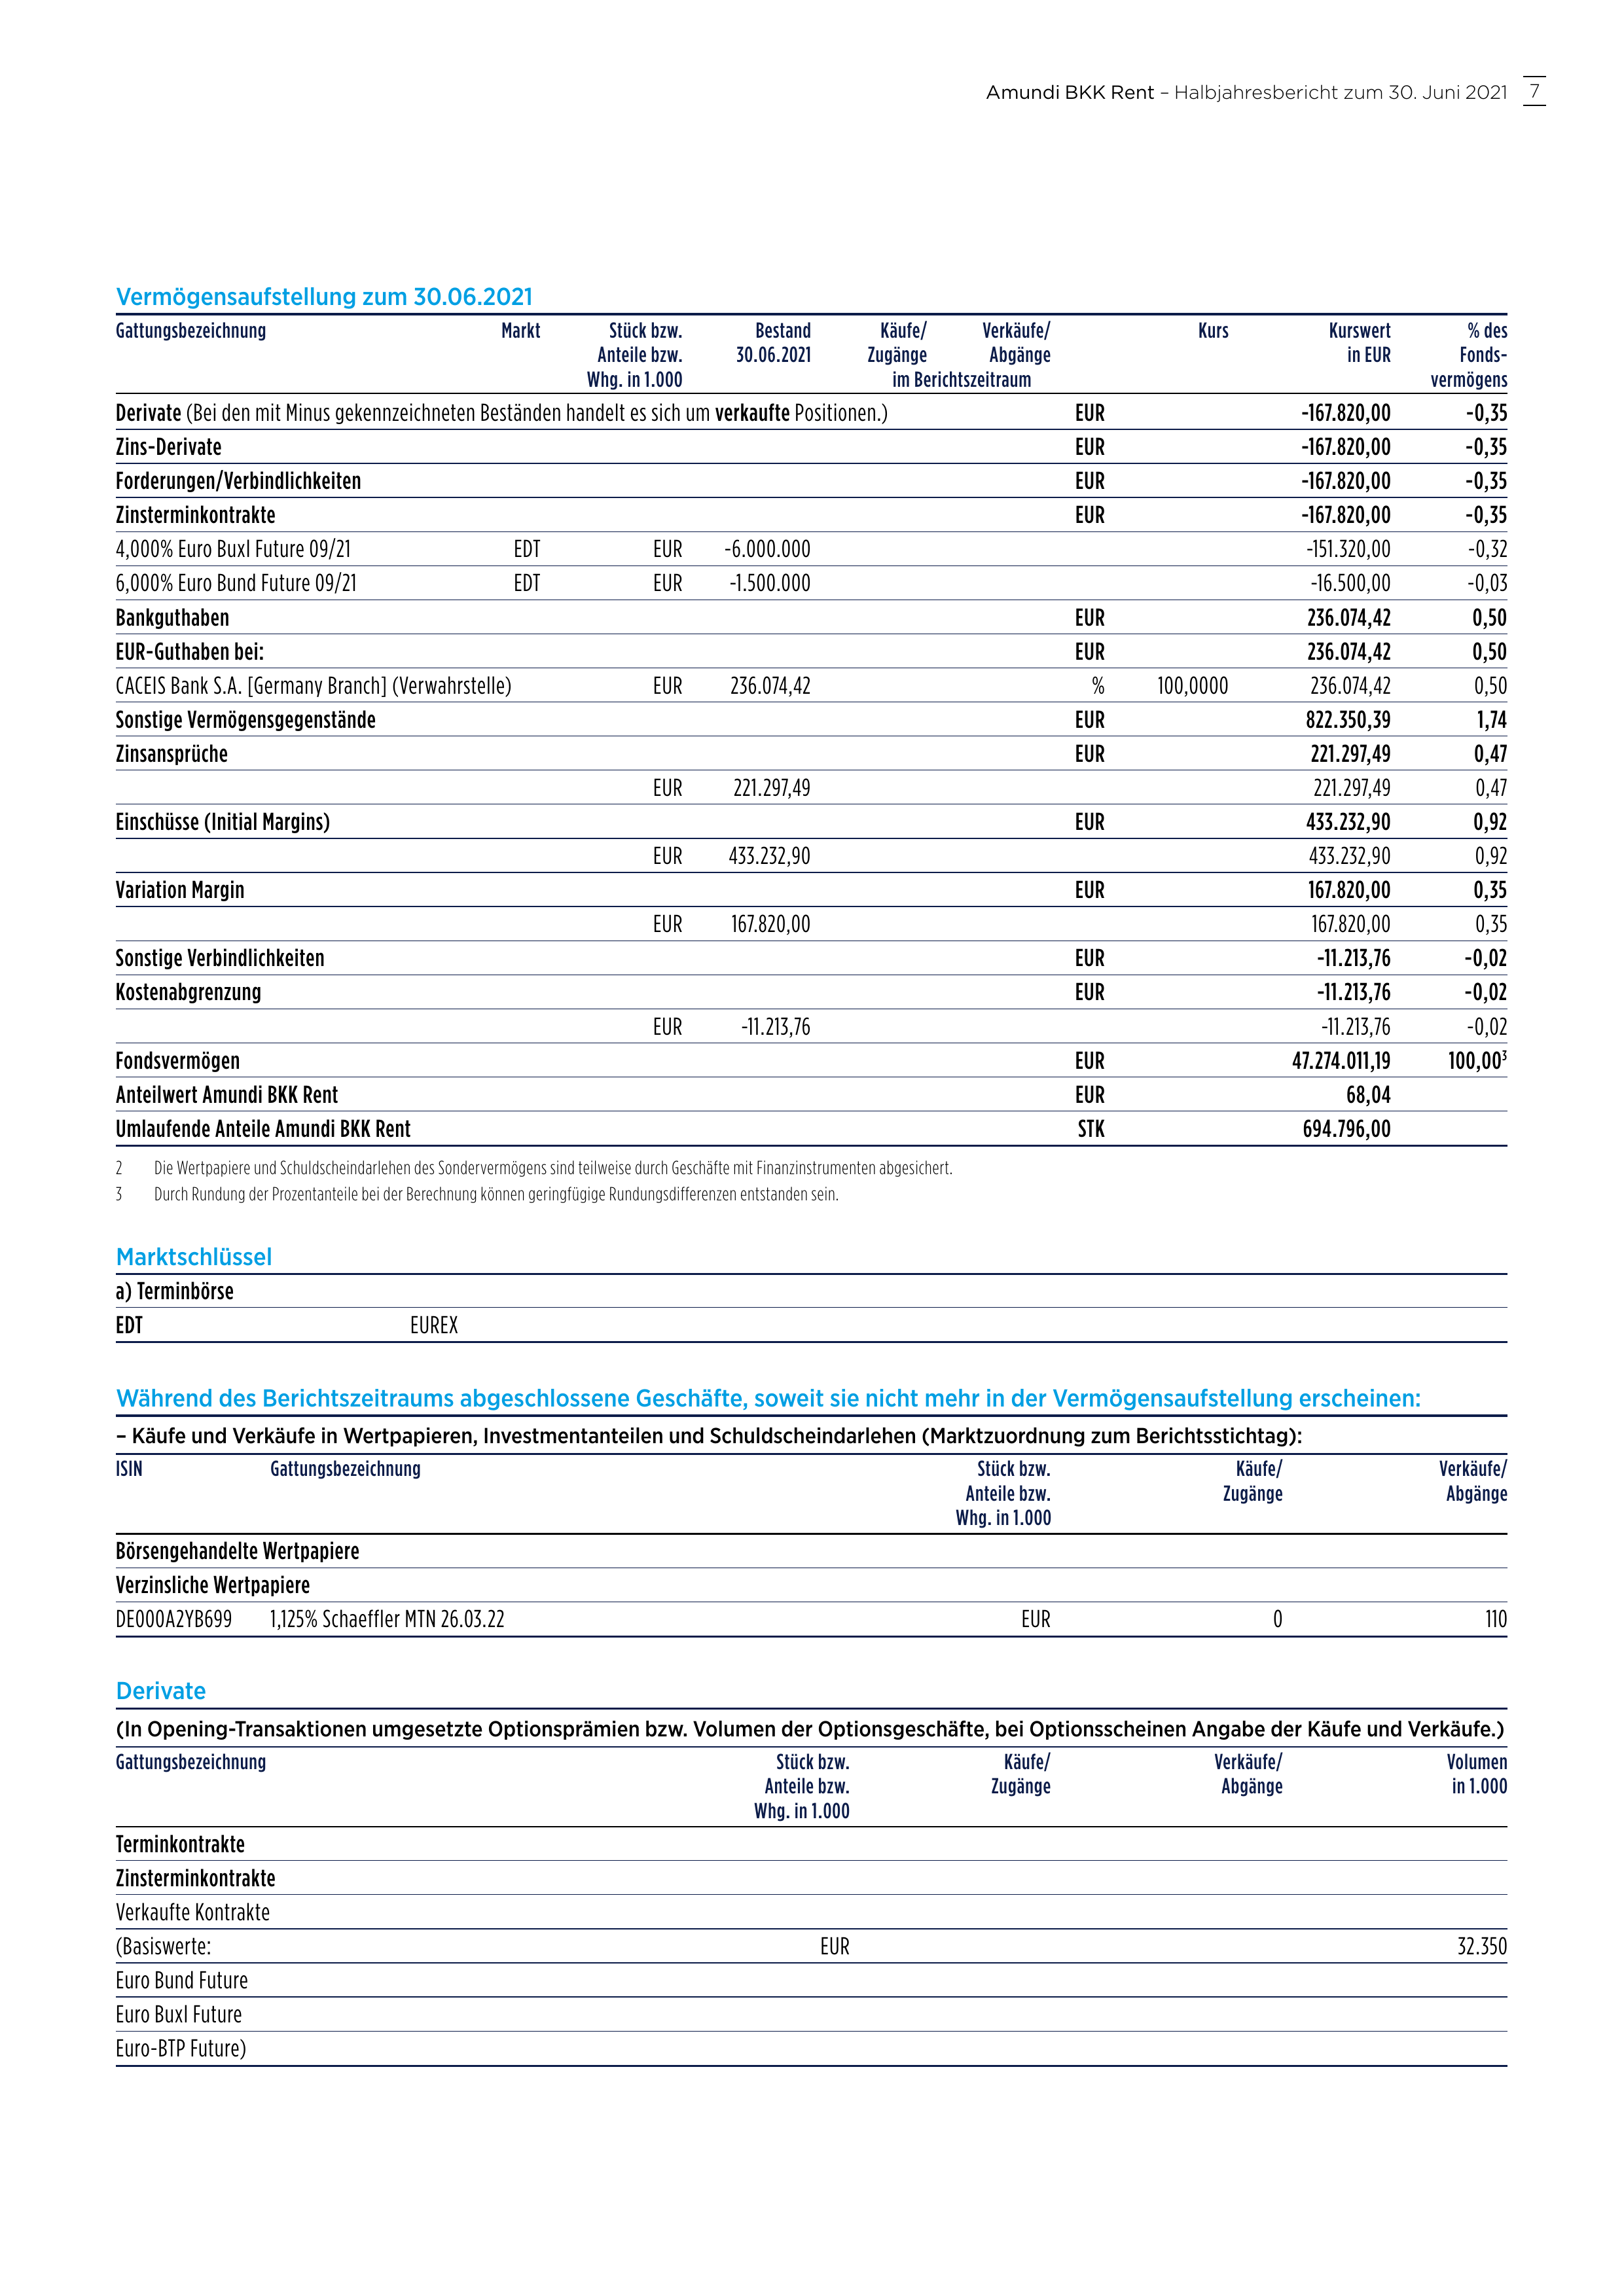 Amundi BKK Rent – Halbjahresbericht zum 30. Juni 2021 7
Vermögensaufstellung zum 30.06.2021
Gattungsbezeichnung Markt Stück bzw. Bestand Käufe/ Verkäufe/ Kurs Kurswert % des
Anteile bzw. 30.06.2021 Zugänge Abgänge in EUR Fonds-
Whg. in 1.000 im Berichtszeitraum vermögens
Derivate (Bei den mit Minus gekennzeichneten Beständen handelt es sich um verkaufte Positionen.) EUR -167.820,00 -0,35
Zins-Derivate EUR -167.820,00 -0,35
Forderungen/Verbindlichkeiten EUR -167.820,00 -0,35
Zinsterminkontrakte EUR -167.820,00 -0,35
4,000% Euro Buxl Future 09/21 EDT EUR -6.000.000 -151.320,00 -0,32
6,000% Euro Bund Future 09/21 EDT EUR -1.500.000 -16.500,00 -0,03
Bankguthaben EUR 236.074,42 0,50
EUR-Guthaben bei: EUR 236.074,42 0,50
CACEIS Bank S.A. [Germany Branch] (Verwahrstelle) EUR 236.074,42 % 100,0000 236.074,42 0,50
Sonstige Vermögensgegenstände EUR 822.350,39 1,74
Zinsansprüche EUR 221.297,49 0,47
EUR 221.297,49 221.297,49 0,47
Einschüsse (Initial Margins) EUR 433.232,90 0,92
EUR 433.232,90 433.232,90 0,92
Variation Margin EUR 167.820,00 0,35
EUR 167.820,00 167.820,00 0,35
Sonstige Verbindlichkeiten EUR -11.213,76 -0,02
Kostenabgrenzung EUR -11.213,76 -0,02
EUR -11.213,76 -11.213,76 -0,02
Fondsvermögen EUR 47.274.011,19 100,00³
Anteilwert Amundi BKK Rent EUR 68,04
Umlaufende Anteile Amundi BKK Rent STK 694.796,00
2 Die Wertpapiere und Schuldscheindarlehen des Sondervermögens sind teilweise durch Geschäfte mit Finanzinstrumenten abgesichert.
3 Durch Rundung der Prozentanteile bei der Berechnung können geringfügige Rundungsdifferenzen entstanden sein.
Marktschlüssel
a) Terminbörse
EDT EUREX
Während des Berichtszeitraums abgeschlossene Geschäfte, soweit sie nicht mehr in der Vermögensaufstellung erscheinen:
– Käufe und Verkäufe in Wertpapieren, Investmentanteilen und Schuldscheindarlehen (Marktzuordnung zum Berichtsstichtag):
ISIN Gattungsbezeichnung Stück bzw. Käufe/ Verkäufe/
Anteile bzw. Zugänge Abgänge
Whg. in 1.000
Börsengehandelte Wertpapiere
Verzinsliche Wertpapiere
DE000A2YB699 1,125% Schaeffler MTN 26.03.22 EUR 0 110
Derivate
(In Opening-Transaktionen umgesetzte Optionsprämien bzw. Volumen der Optionsgeschäfte, bei Optionsscheinen Angabe der Käufe und Verkäufe.)
Gattungsbezeichnung Stück bzw. Käufe/ Verkäufe/ Volumen
Anteile bzw. Zugänge Abgänge in 1.000
Whg. in 1.000
Terminkontrakte
Zinsterminkontrakte
Verkaufte Kontrakte
(Basiswerte: EUR 32.350
Euro Bund Future
Euro Buxl Future
Euro-BTP Future)